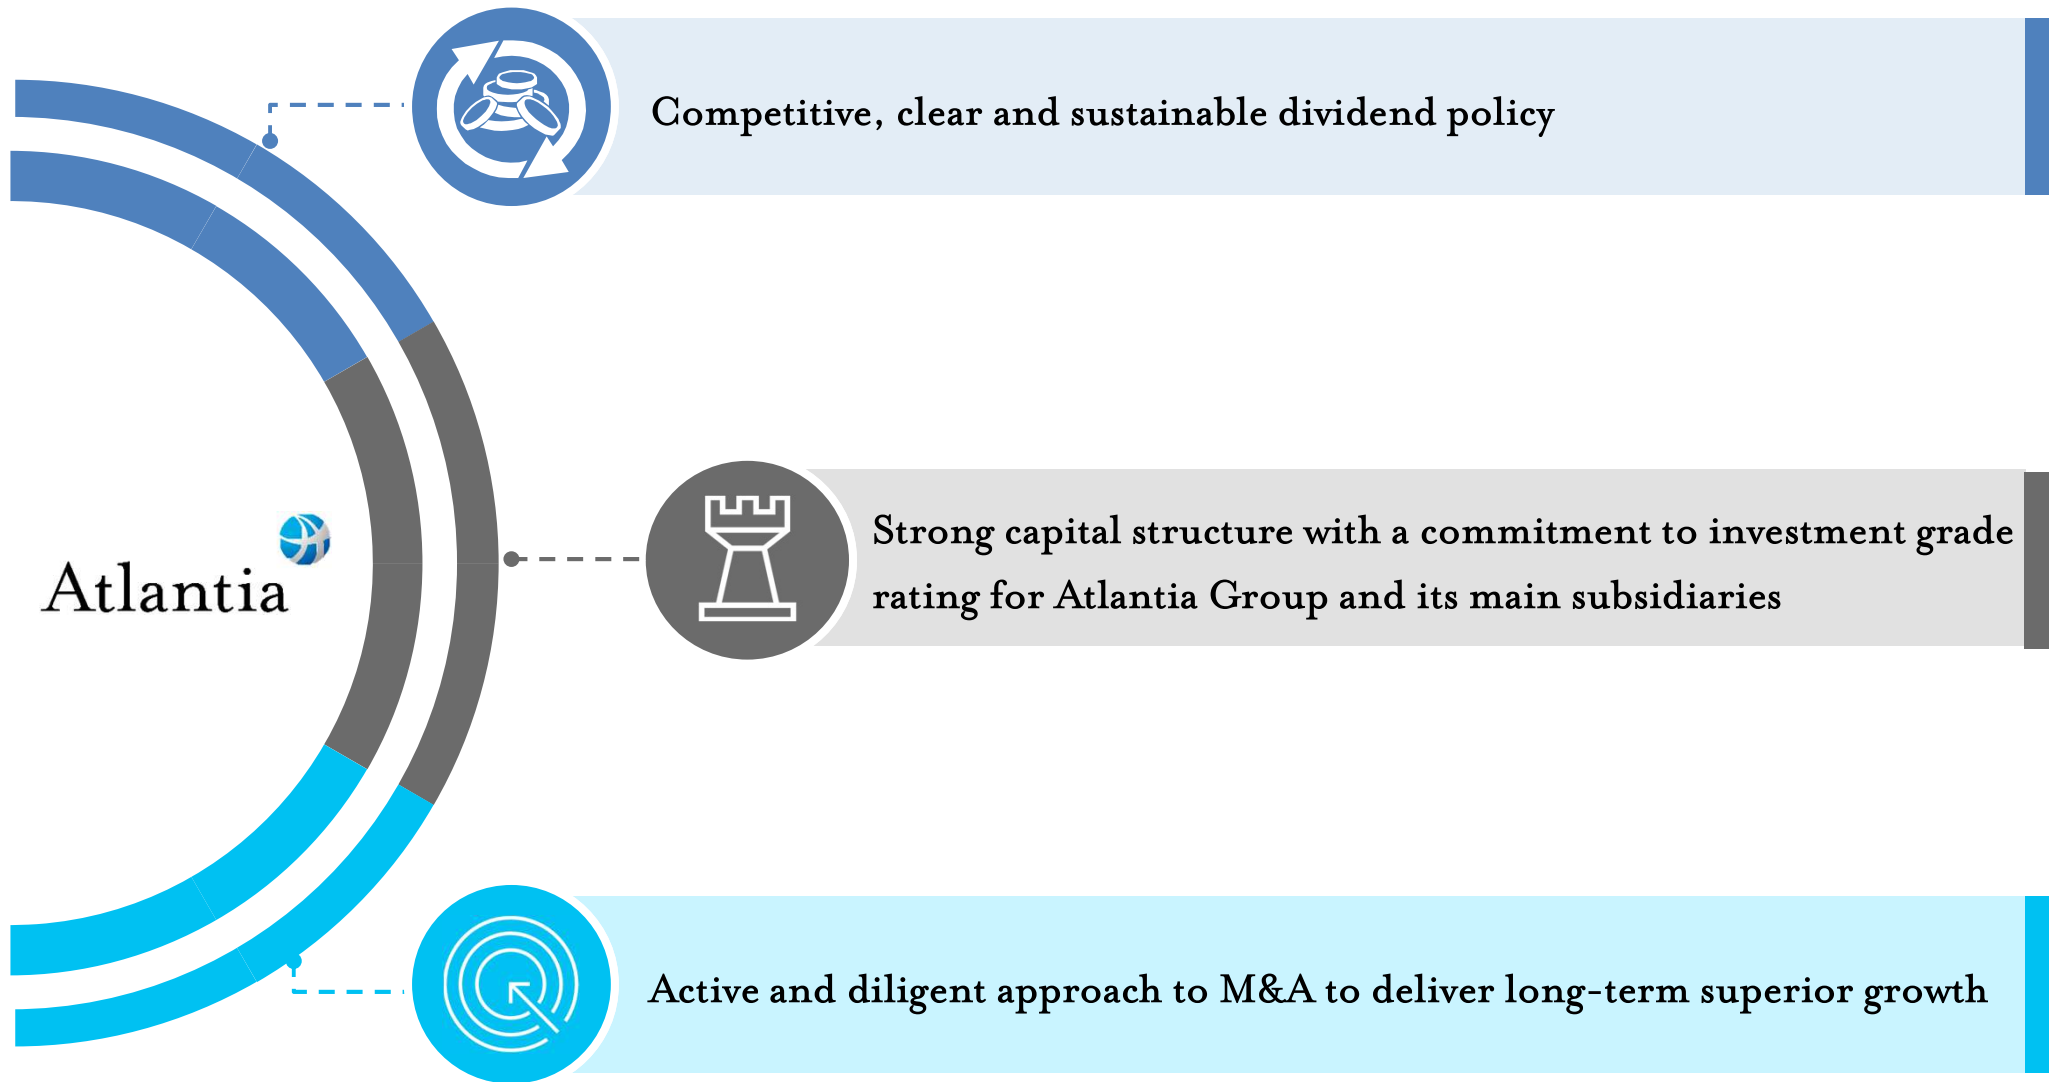 Competitive, clear and sustainable dividend policy
Atlantia
Strong capital structure with a commitment to investment grade
rating for Atlantia Group and its main subsidiaries
Active and diligent approach to M&A to deliver long-term superior growth